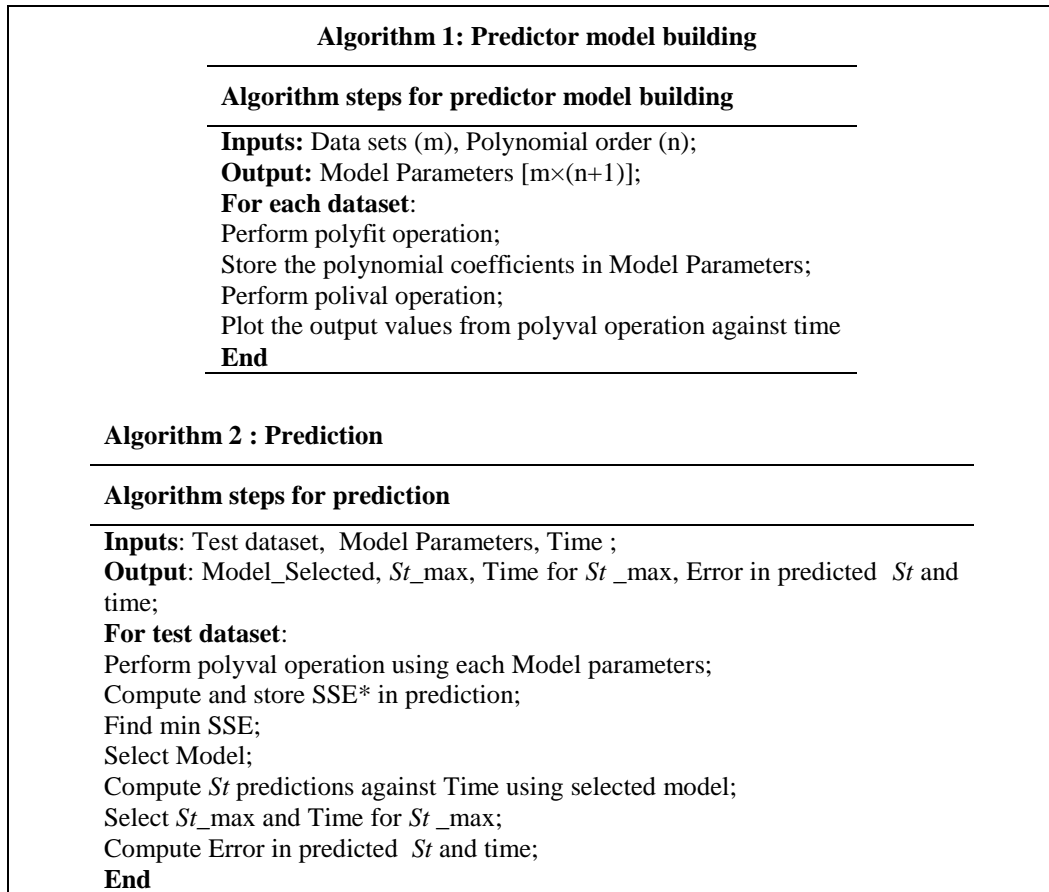 Algorithm 1: Predictor model building
Algorithm steps for predictor model building
Inputs: Data sets (m), Polynomial order (n);
Output: Model Parameters [m×(n+1)];
For each dataset:
Perform polyfit operation;
Store the polynomial coefficients in Model Parameters;
Perform polival operation;
Plot the output values from polyval operation against time
End
Algorithm 2 : Prediction
Algorithm steps for prediction
Inputs: Test dataset, Model Parameters, Time ;
Output: Model_Selected, St_max, Time for St _max, Error in predicted St and
time;
For test dataset:
Perform polyval operation using each Model parameters;
Compute and store SSE* in prediction;
Find min SSE;
Select Model;
Compute St predictions against Time using selected model;
Select St_max and Time for St _max;
Compute Error in predicted St and time;
End